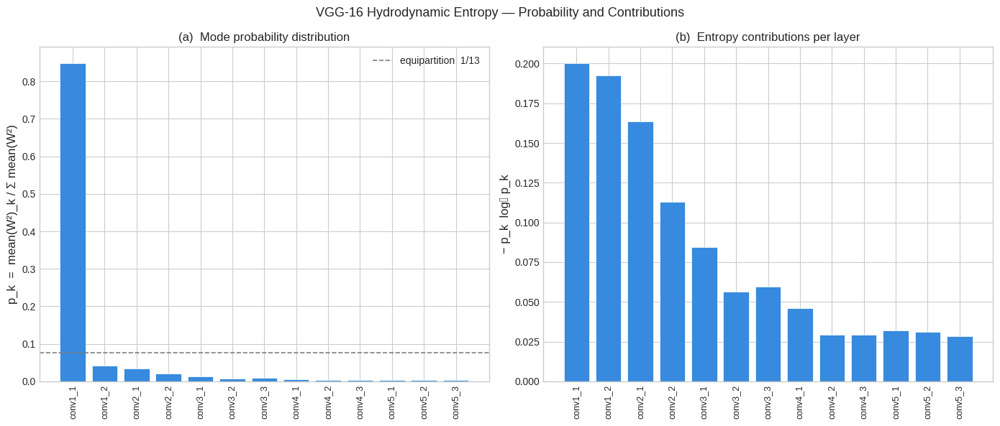 VGG-16 Hydrodynamic Entropy — Probability and Contributions
(a)  Mode probability distribution
p_k  =  mean(W²)_k / Σ mean(W²)
0.8
0.7
0.6
0.5
0.4
0.3
0.2
0.1
0.0
equipartition  1/13
conv1_1
conv1_2
conv2_1
conv2_2
conv3_1
conv3_2
conv3_3
conv4_1
conv4_2
conv4_3
conv5_1
conv5_2
conv5_3
(b)  Entropy contributions per layer
− p_k  log▯ p_k
0.200
0.175
0.150
0.125
0.100
0.075
0.050
0.025
0.000
conv1_1
conv1_2
conv2_1
conv2_2
conv3_1
conv3_2
conv3_3
conv4_1
conv4_2
conv4_3
conv5_1
conv5_2
conv5_3